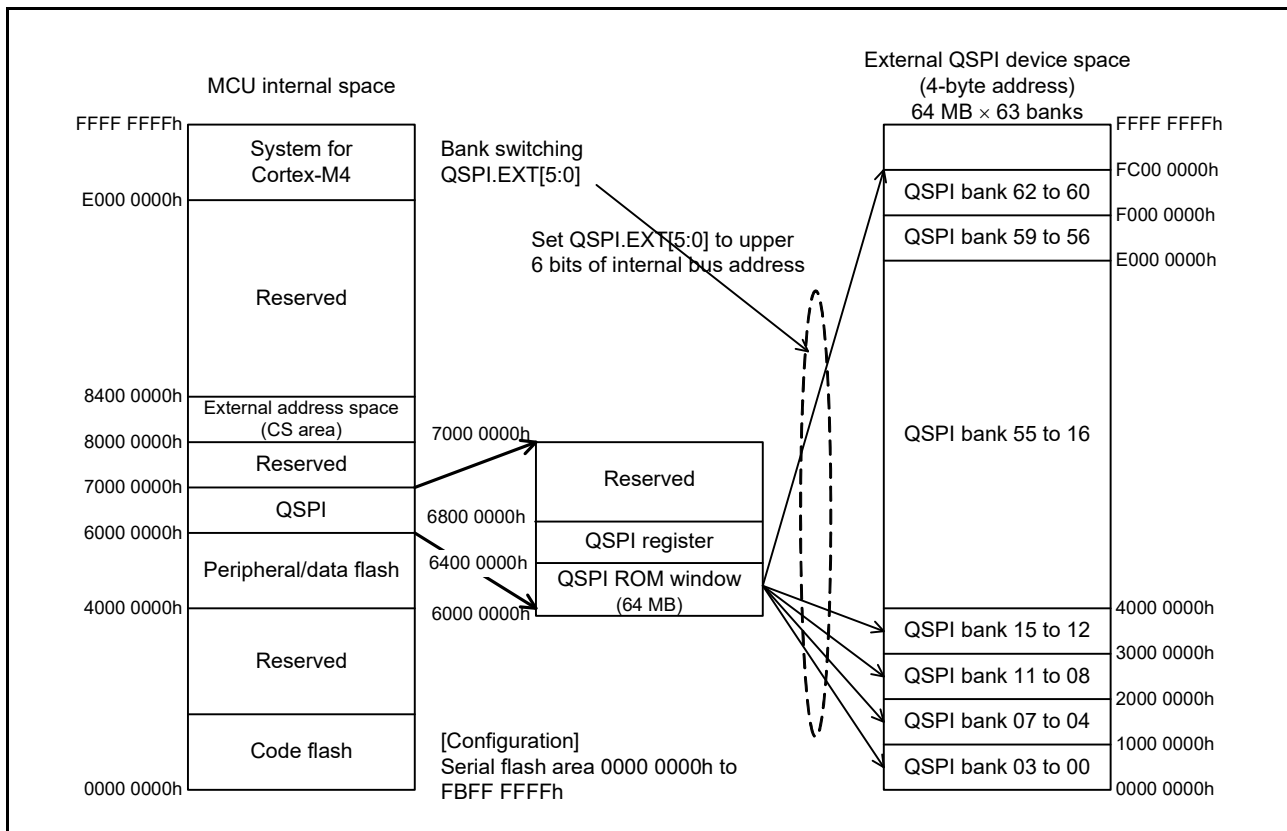 MCU internal space
FFFF FFFFh
System for
Cortex-M4
E000 0000h
Reserved
8400 0000h
External address space
(CS area)
8000 0000h
Reserved
7000 0000h
QSPI
6000 0000h
Peripheral/data flash
4000 0000h
Reserved
Code flash
0000 0000h
Bank switching
QSPI.EXT[5:0]
Set QSPI.EXT[5:0] to upper
6 bits of internal bus address
7000 0000h
Reserved
6800 0000h
QSPI register
6400 0000h
QSPI ROM window
(64 MB)
6000 0000h
[Configuration]
Serial flash area 0000 0000h to
FBFF FFFFh
External QSPI device space
(4-byte address)
64 MB × 63 banks
FFFF FFFFh
FC00 0000h
QSPI bank 62 to 60
F000 0000h
QSPI bank 59 to 56
E000 0000h
QSPI bank 55 to 16
4000 0000h
QSPI bank 15 to 12
3000 0000h
QSPI bank 11 to 08
2000 0000h
QSPI bank 07 to 04
1000 0000h
QSPI bank 03 to 00
0000 0000h